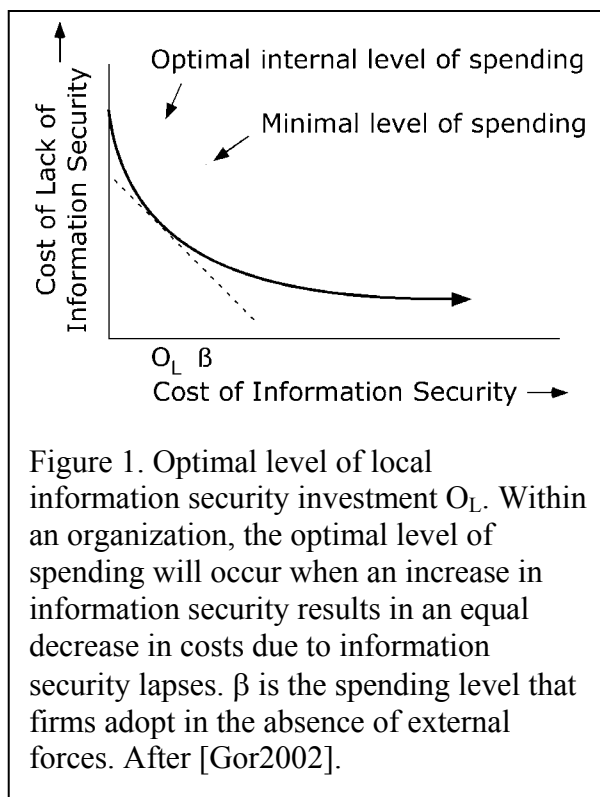 Optimal internal level of spending
Minimal level of spending
Cost of Lack of
Information Security
O_L β
Cost of Information Security
Figure 1. Optimal level of local
information security investment O_L. Within
an organization, the optimal level of
spending will occur when an increase in
information security results in an equal
decrease in costs due to information
security lapses. β is the spending level that
firms adopt in the absence of external
forces. After [Gor2002].